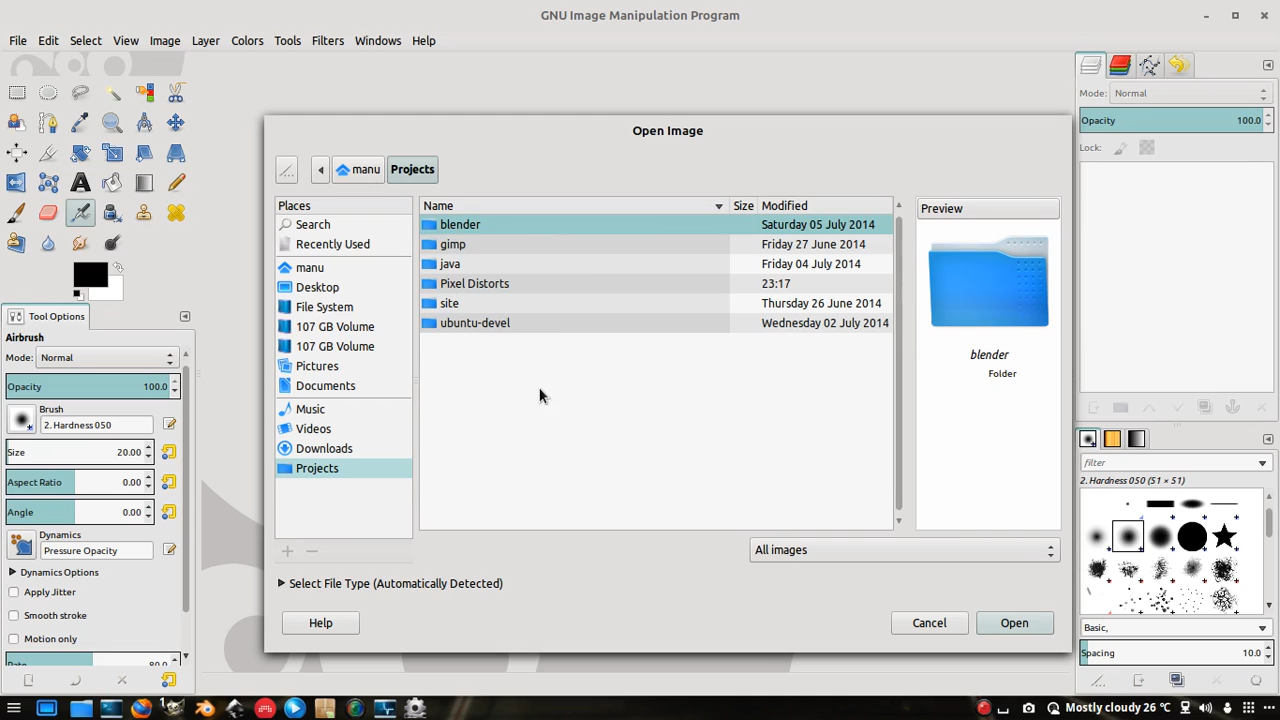 GNU Image Manipulation Program
File Edit Select View Image Layer Colors Tools Filters Windows Help
Mode: Normal
Opacity 100.0
Lock:
Tool Options
Airbrush
Mode: Normal
Opacity 100.0
Brush
2. Hardness 050
Size 20.00
Aspect Ratio 0.00
Angle 0.00
Dynamics
Pressure Opacity
Dynamics Options
Apply Jitter
Smooth stroke
Motion only
Rate 80.0
Open Image
manu Projects
Places
Search
Recently Used
manu
Desktop
File System
107 GB Volume
107 GB Volume
Pictures
Documents
Music
Videos
Downloads
Projects
Name Size Modified
blender Saturday 05 July 2014
gimp Friday 27 June 2014
java Friday 04 July 2014
Pixel Distorts 23:17
site Thursday 26 June 2014
ubuntu-devel Wednesday 02 July 2014
Preview
blender
Folder
All images
Select File Type (Automatically Detected)
Help Cancel Open
filter
2. Hardness 050 (51 × 51)
Basic,
Spacing 10.0
Mostly cloudy 26 °C